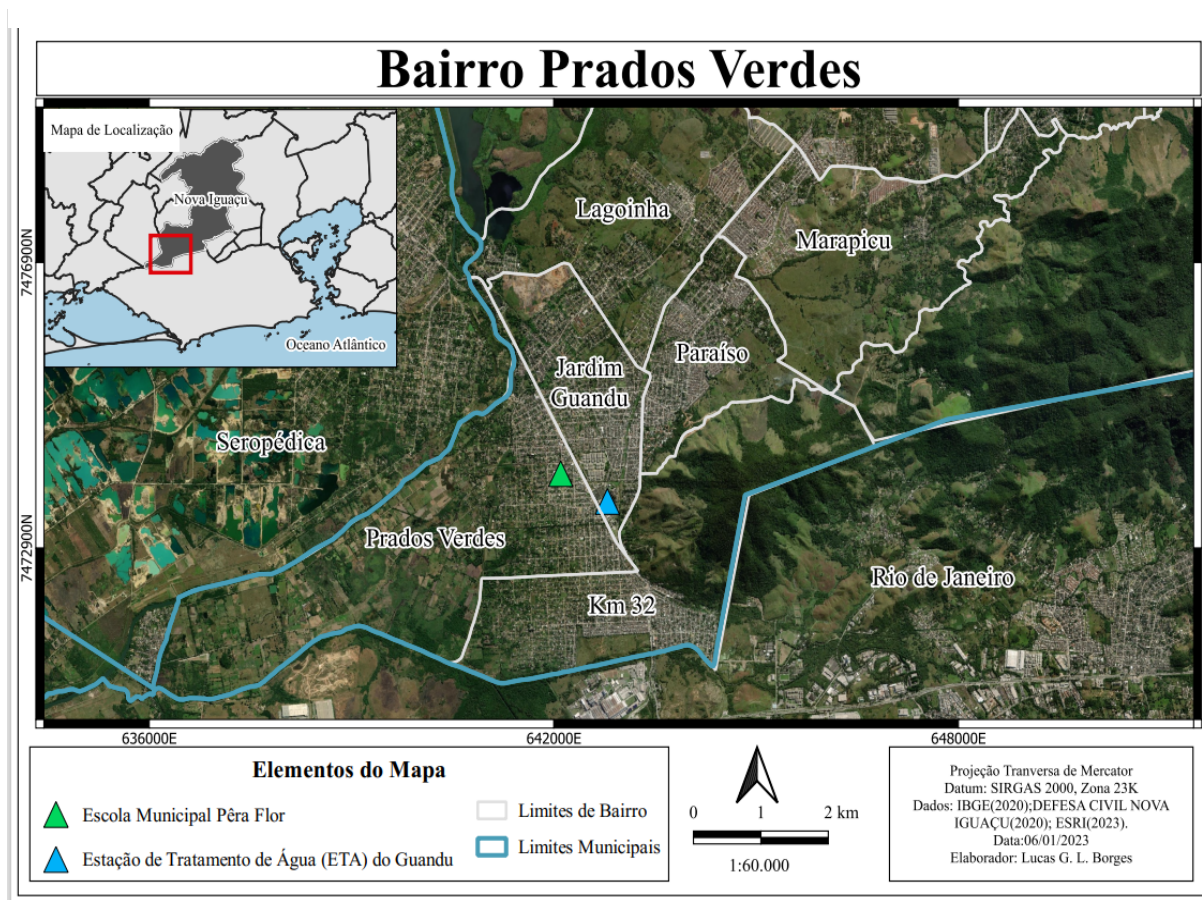 Bairro Prados Verdes
Mapa de Localização
Nova Iguaçu
Oceano Atlântico
Lagoinha
Marapicu
Paraíso
Jardim
Guandu
Seropédica
Prados Verdes
Rio de Janeiro
Km 32
7476900N
7472900N
636000E
642000E
648000E
Elementos do Mapa
Escola Municipal Pêra Flor
Estação de Tratamento de Água (ETA) do Guandu
Limites de Bairro
Limites Municipais
0 1 2 km
1:60.000
Projeção Tranversa de Mercator
Datum: SIRGAS 2000, Zona 23K
Dados: IBGE(2020);DEFESA CIVIL NOVA
IGUAÇU(2020); ESRI(2023).
Data:06/01/2023
Elaborador: Lucas G. L. Borges